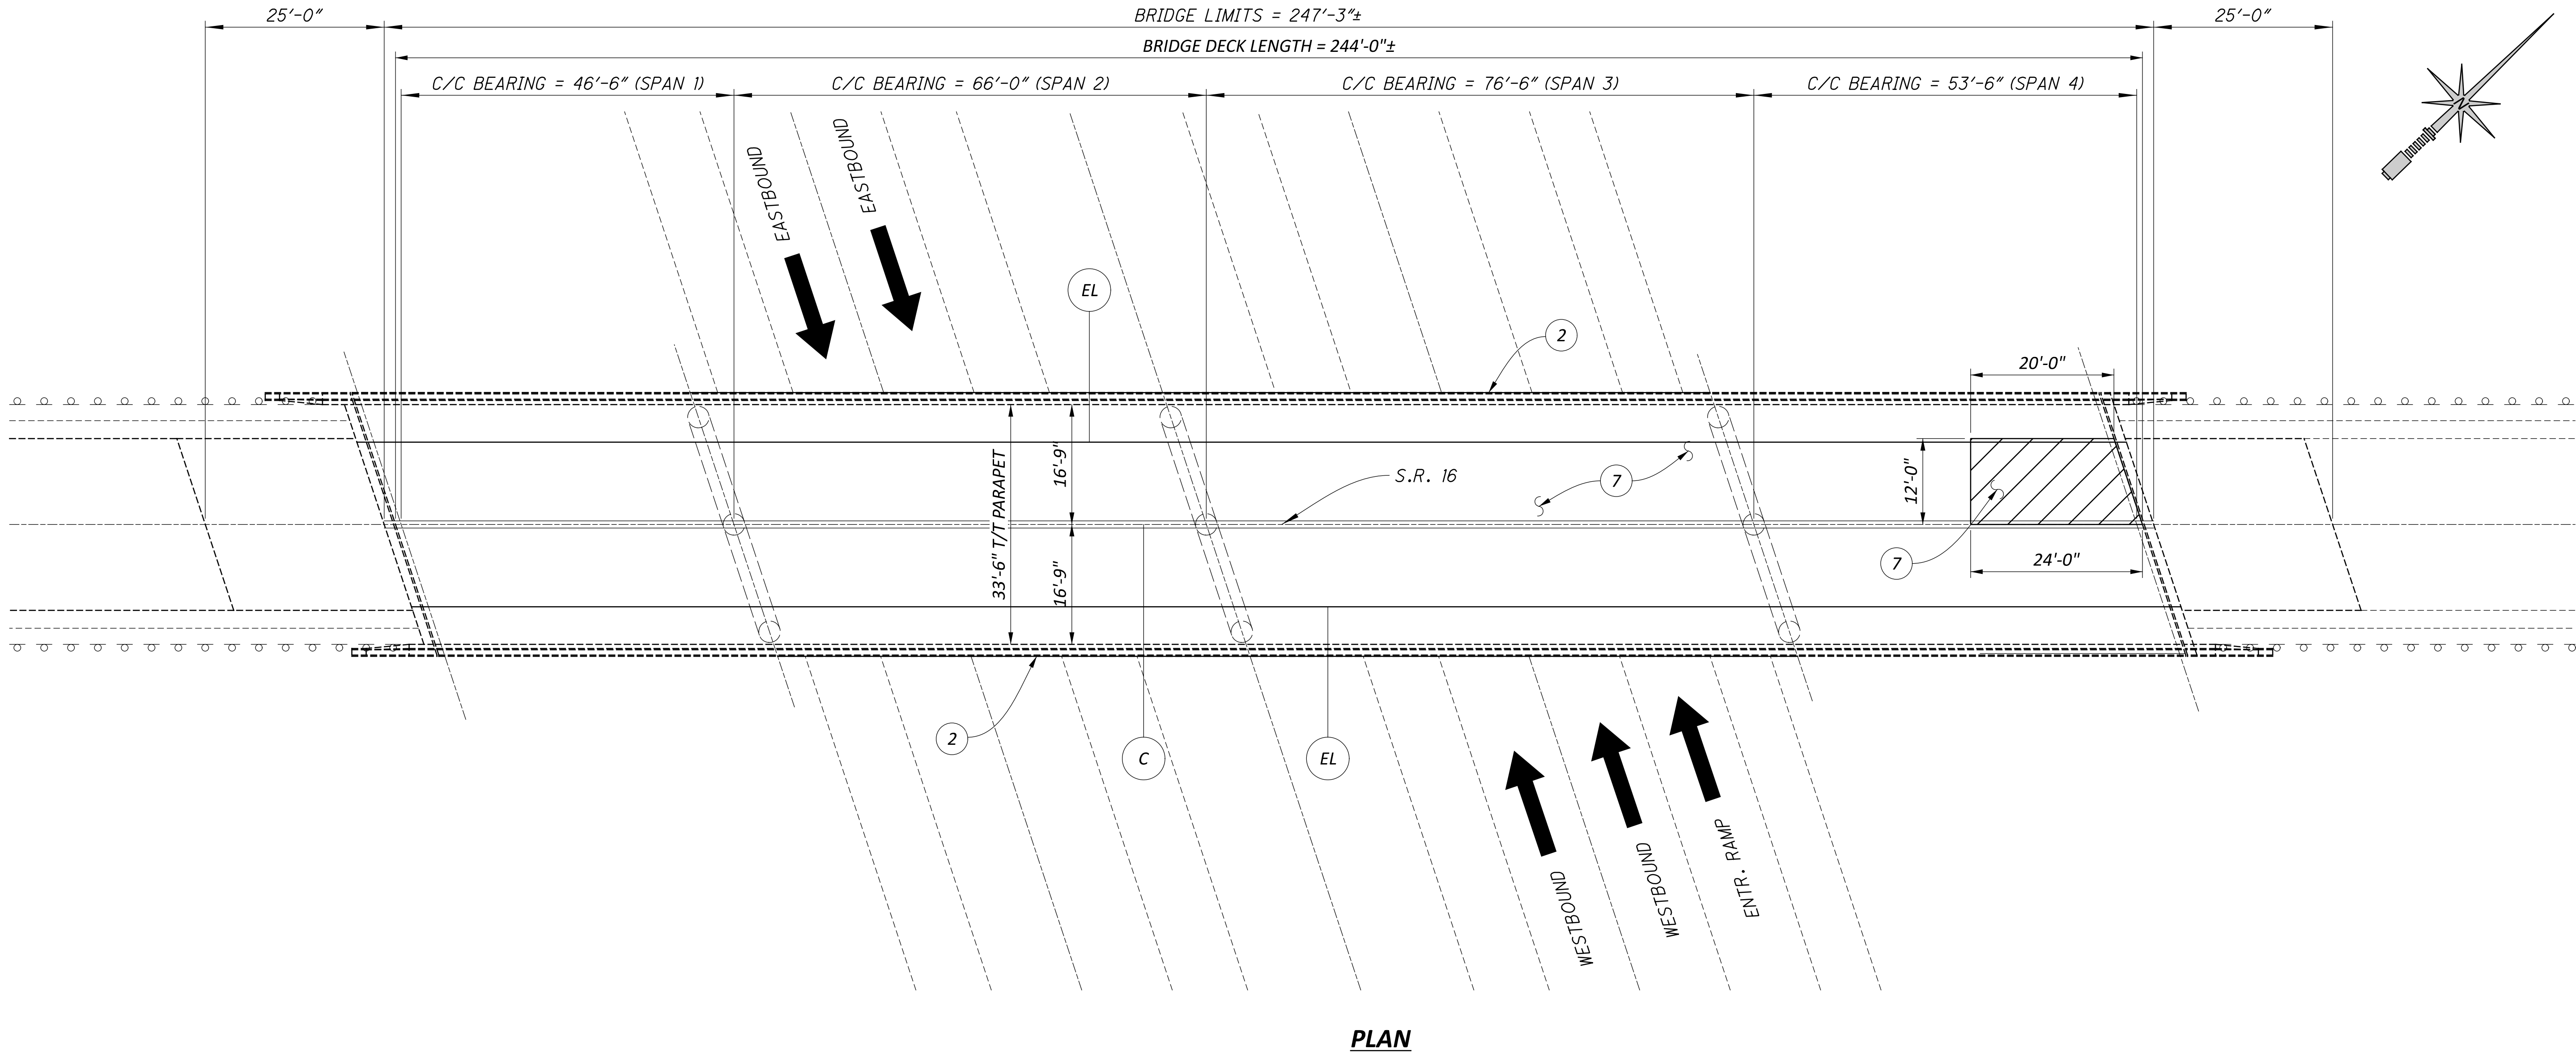 25'-0"
BRIDGE LIMITS = 247'-3"±
25'-0"
BRIDGE DECK LENGTH = 244'-0"±
C/C BEARING = 46'-6" (SPAN 1)
C/C BEARING = 66'-0" (SPAN 2)
C/C BEARING = 76'-6" (SPAN 3)
C/C BEARING = 53'-6" (SPAN 4)
N
EASTBOUND
EASTBOUND
EL
2
20'-0"
33'-6" T/T PARAPET
16'-9"
16'-9"
S.R. 16
7
12'-0"
7
24'-0"
2
C
EL
WESTBOUND
WESTBOUND
ENTR. RAMP
PLAN